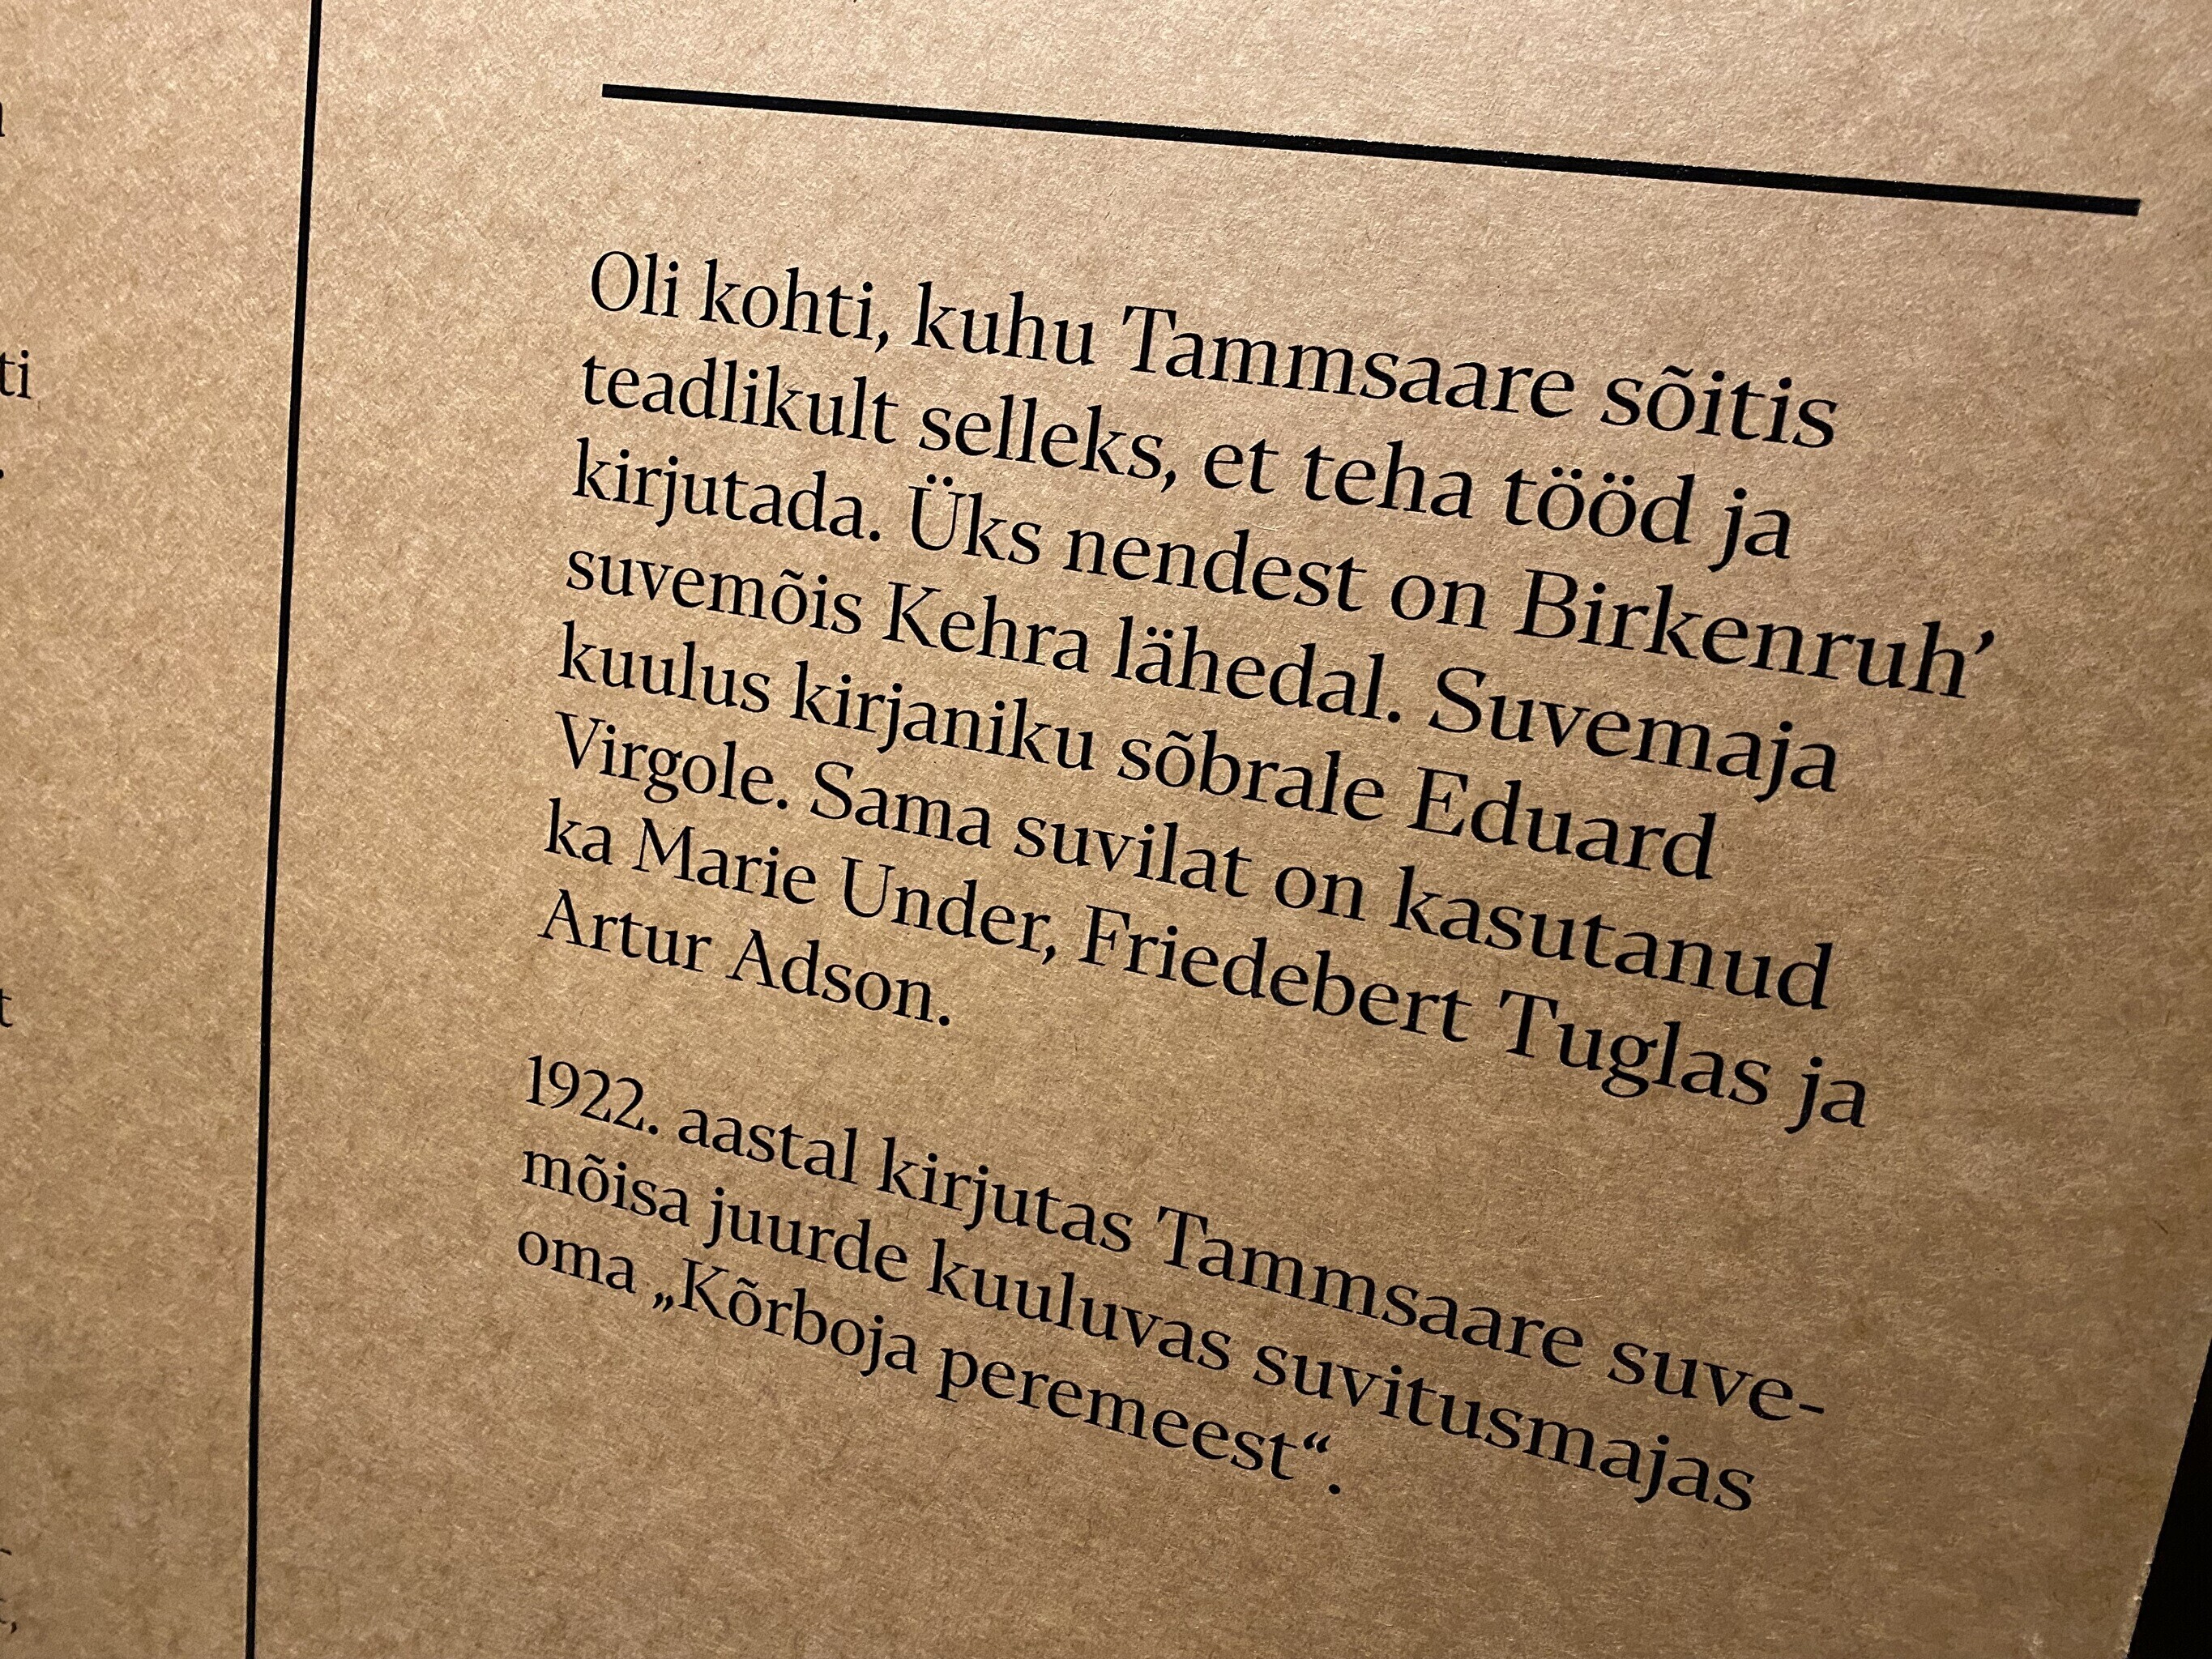 Oli kohti, kuhu Tammsaare sõitis
teadlikult selleks, et teha tööd ja
kirjutada. Üks nendest on Birkenruh’
suvemõis Kehra lähedal. Suvemaja
kuulus kirjaniku sõbrale Eduard
Virgole. Sama suvilat on kasutanud
ka Marie Under, Friedebert Tuglas ja
Artur Adson.
1922. aastal kirjutas Tammsaare suve-
mõisa juurde kuuluvas suvitusmajas
oma „Kõrboja peremeest“.